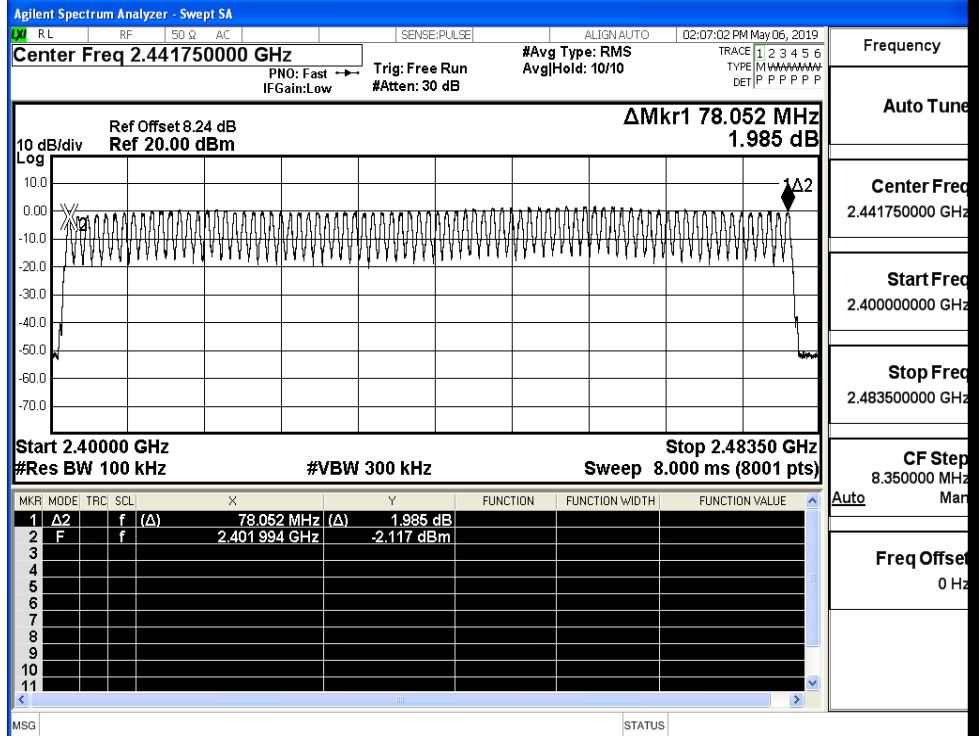 Agilent Spectrum Analyzer - Swept SA
LXI RL RF 50 Ω AC SENSE:PULSE ALIGN AUTO 02:07:02 PM May 06, 2019
Center Freq 2.441750000 GHz
#Avg Type: RMS
TRACE 1 2 3 4 5 6
PNO: Fast
Trig: Free Run
Avg|Hold: 10/10
TYPE M WWWWW
IFGain:Low
#Atten: 30 dB
DET P P P P P P
ΔMkr1 78.052 MHz
1.985 dB
Ref Offset 8.24 dB
10 dB/div Ref 20.00 dBm
Log
10.0
0.00
-10.0
-20.0
-30.0
-40.0
-50.0
-60.0
-70.0
1Δ2
2
Start 2.40000 GHz
Stop 2.48350 GHz
#Res BW 100 kHz
#VBW 300 kHz
Sweep 8.000 ms (8001 pts)
MKR MODE TRC SCL X Y FUNCTION FUNCTION WIDTH FUNCTION VALUE
1 Δ2 f (Δ) 78.052 MHz (Δ) 1.985 dB
2 F f 2.401 994 GHz -2.117 dBm
3
4
5
6
7
8
9
10
11
MSG
STATUS
Frequency
Auto Tune
Center Freq
2.441750000 GHz
Start Freq
2.400000000 GHz
Stop Freq
2.483500000 GHz
CF Step
8.350000 MHz
Auto Man
Freq Offset
0 Hz